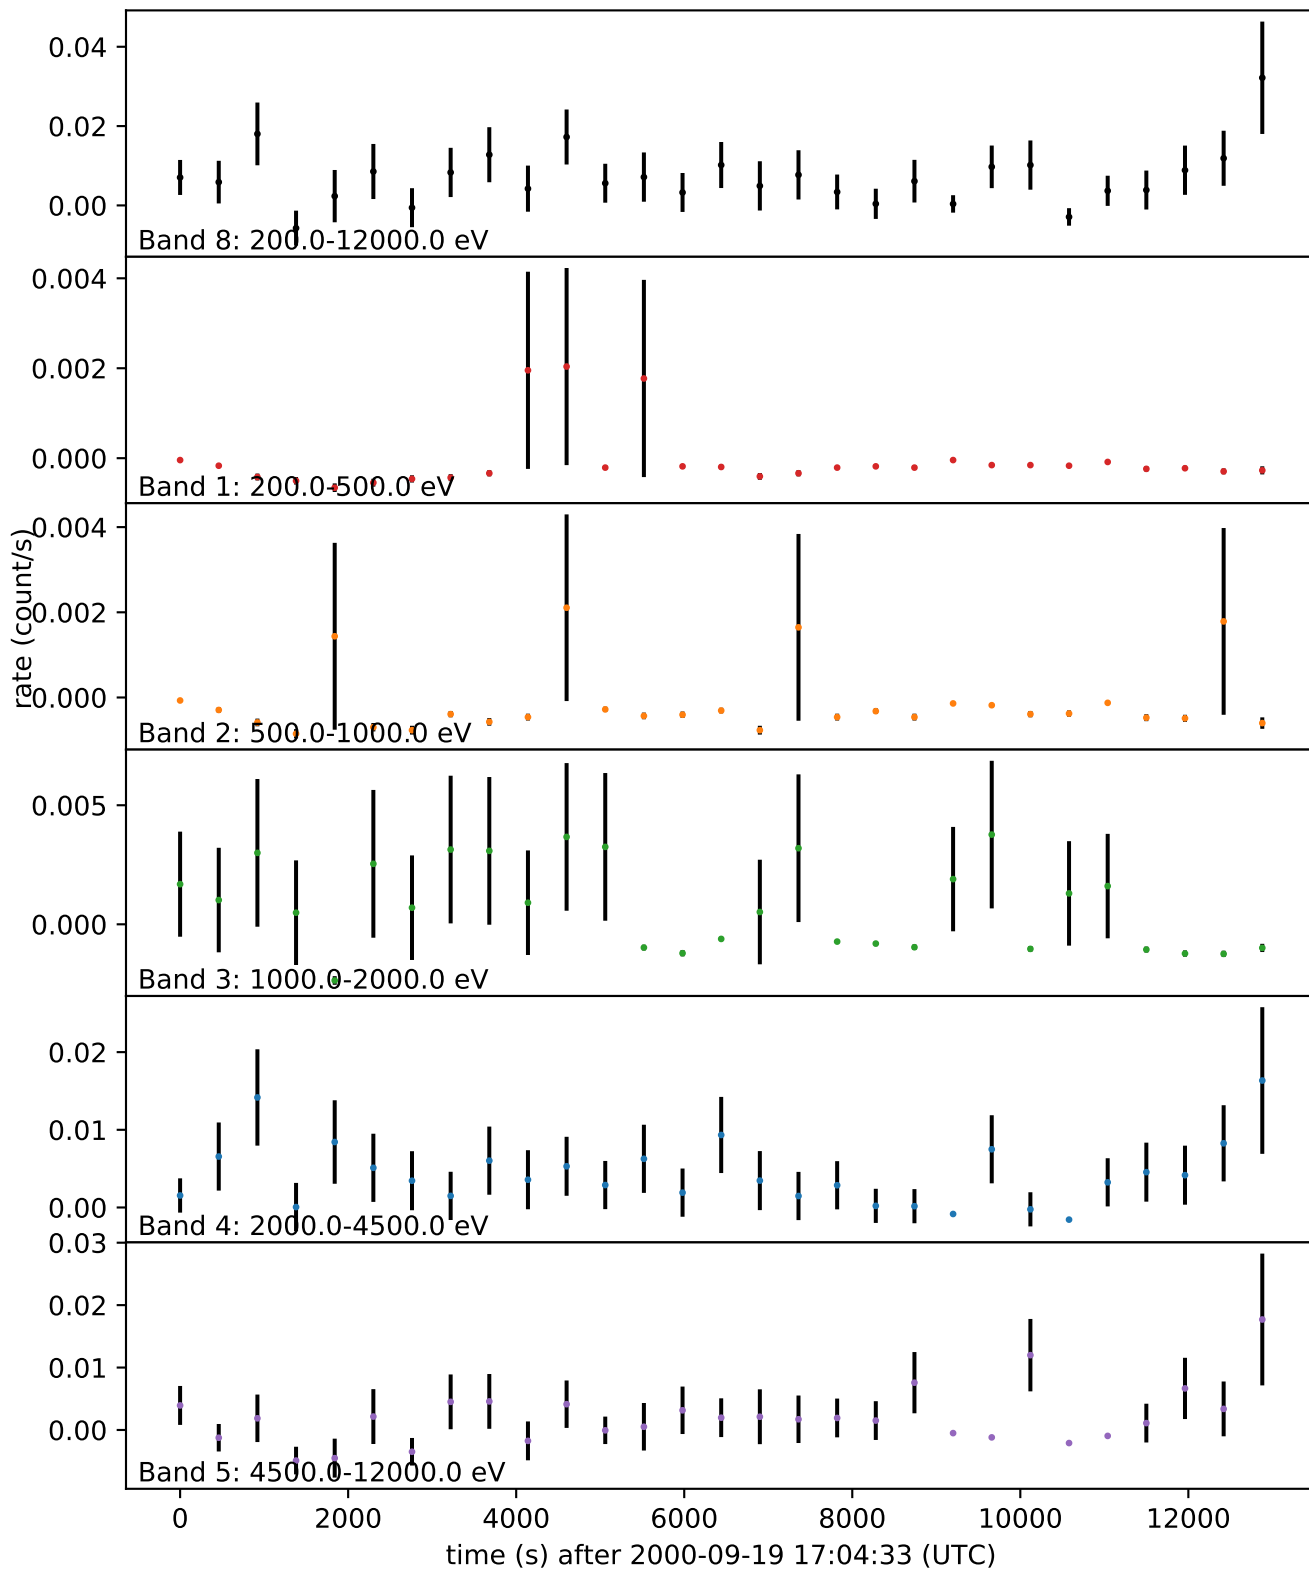 0.04
0.02
0.00
Band 8: 200.0-12000.0 eV
0.004
0.002
0.000
Band 1: 200.0-500.0 eV
0.004
0.002
0.000
Band 2: 500.0-1000.0 eV
rate (count/s)
0.005
0.000
Band 3: 1000.0-2000.0 eV
0.02
0.01
0.00
Band 4: 2000.0-4500.0 eV
0.03
0.02
0.01
0.00
Band 5: 4500.0-12000.0 eV
0 2000 4000 6000 8000 10000 12000
time (s) after 2000-09-19 17:04:33 (UTC)